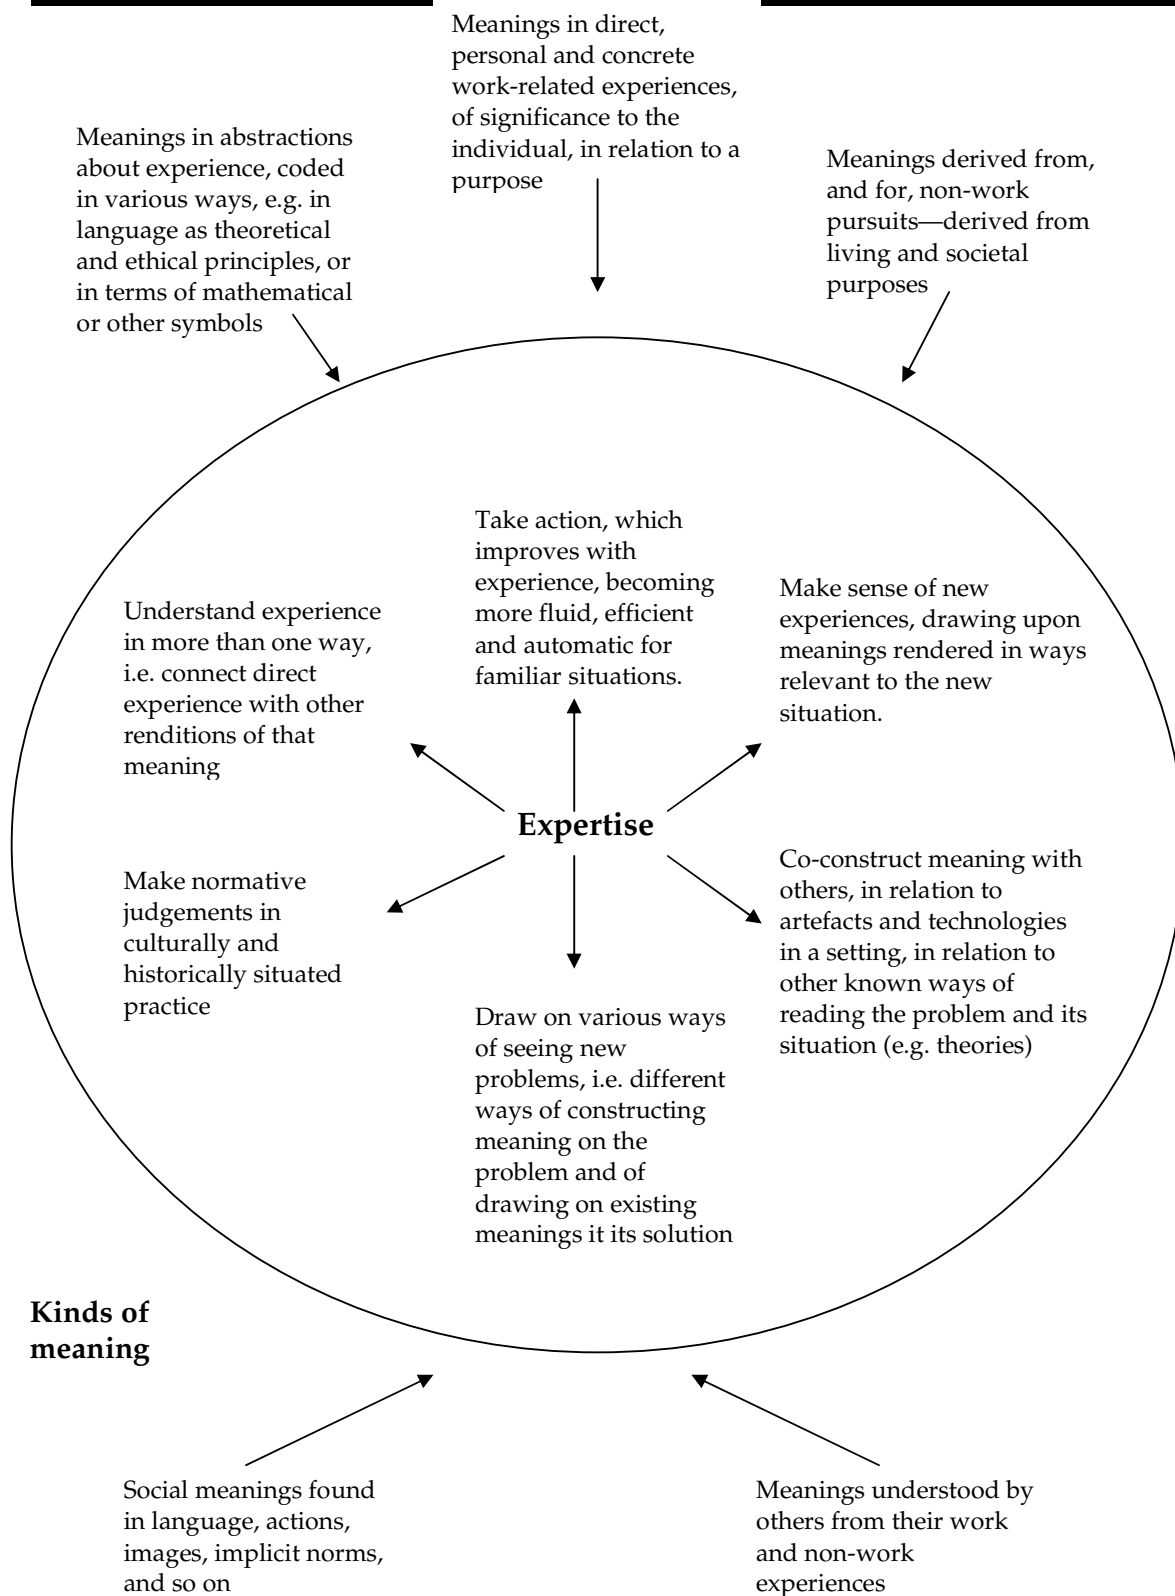 Meanings in direct,
personal and concrete
work-related experiences,
of significance to the
individual, in relation to a
purpose
Meanings in abstractions
about experience, coded
in various ways, e.g. in
language as theoretical
and ethical principles, or
in terms of mathematical
or other symbols
Meanings derived from,
and for, non-work
pursuits—derived from
living and societal
purposes
Take action, which
improves with
experience, becoming
more fluid, efficient
and automatic for
familiar situations.
Understand experience
in more than one way,
i.e. connect direct
experience with other
renditions of that
meaning
Make sense of new
experiences, drawing upon
meanings rendered in ways
relevant to the new
situation.
Expertise
Make normative
judgements in
culturally and
historically situated
practice
Co-construct meaning with
others, in relation to
artefacts and technologies
in a setting, in relation to
other known ways of
reading the problem and its
situation (e.g. theories)
Draw on various ways
of seeing new
problems, i.e. different
ways of constructing
meaning on the
problem and of
drawing on existing
meanings it its solution
Kinds of
meaning
Social meanings found
in language, actions,
images, implicit norms,
and so on
Meanings understood by
others from their work
and non-work
experiences